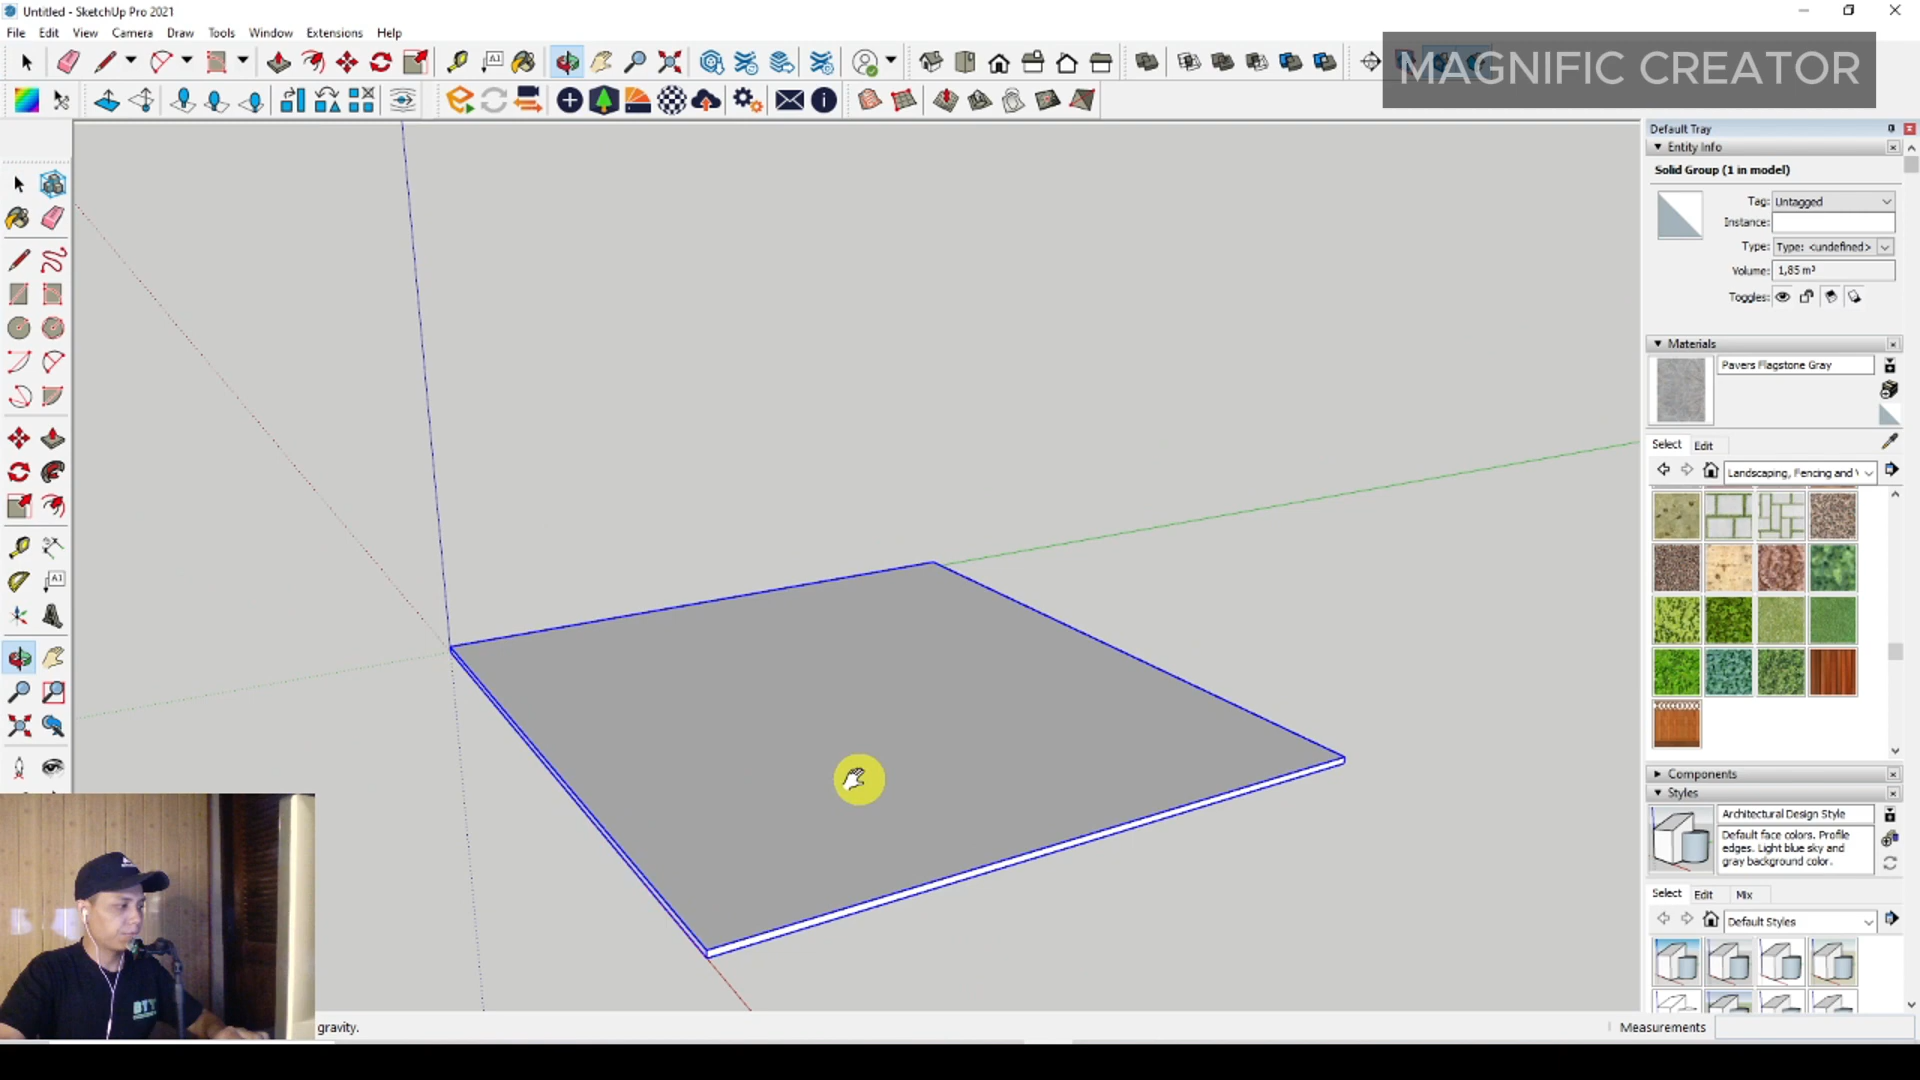 Untitled - SketchUp Pro 2021
File Edit View Camera Draw Tools Window Extensions Help
MAGNIFIC CREATOR
Default Tray
Entity Info
Solid Group (1 in model)
Tag: Untagged
Instance:
Type: Type: <undefined>
Volume: 1,85 m³
Toggles:
Materials
Pavers Flagstone Gray
Select Edit
Landscaping, Fencing and
Components
Styles
Architectural Design Style
Default face colors. Profile
edges. Light blue sky and
gray background color.
Select Edit Mix
Default Styles
gravity.
Measurements